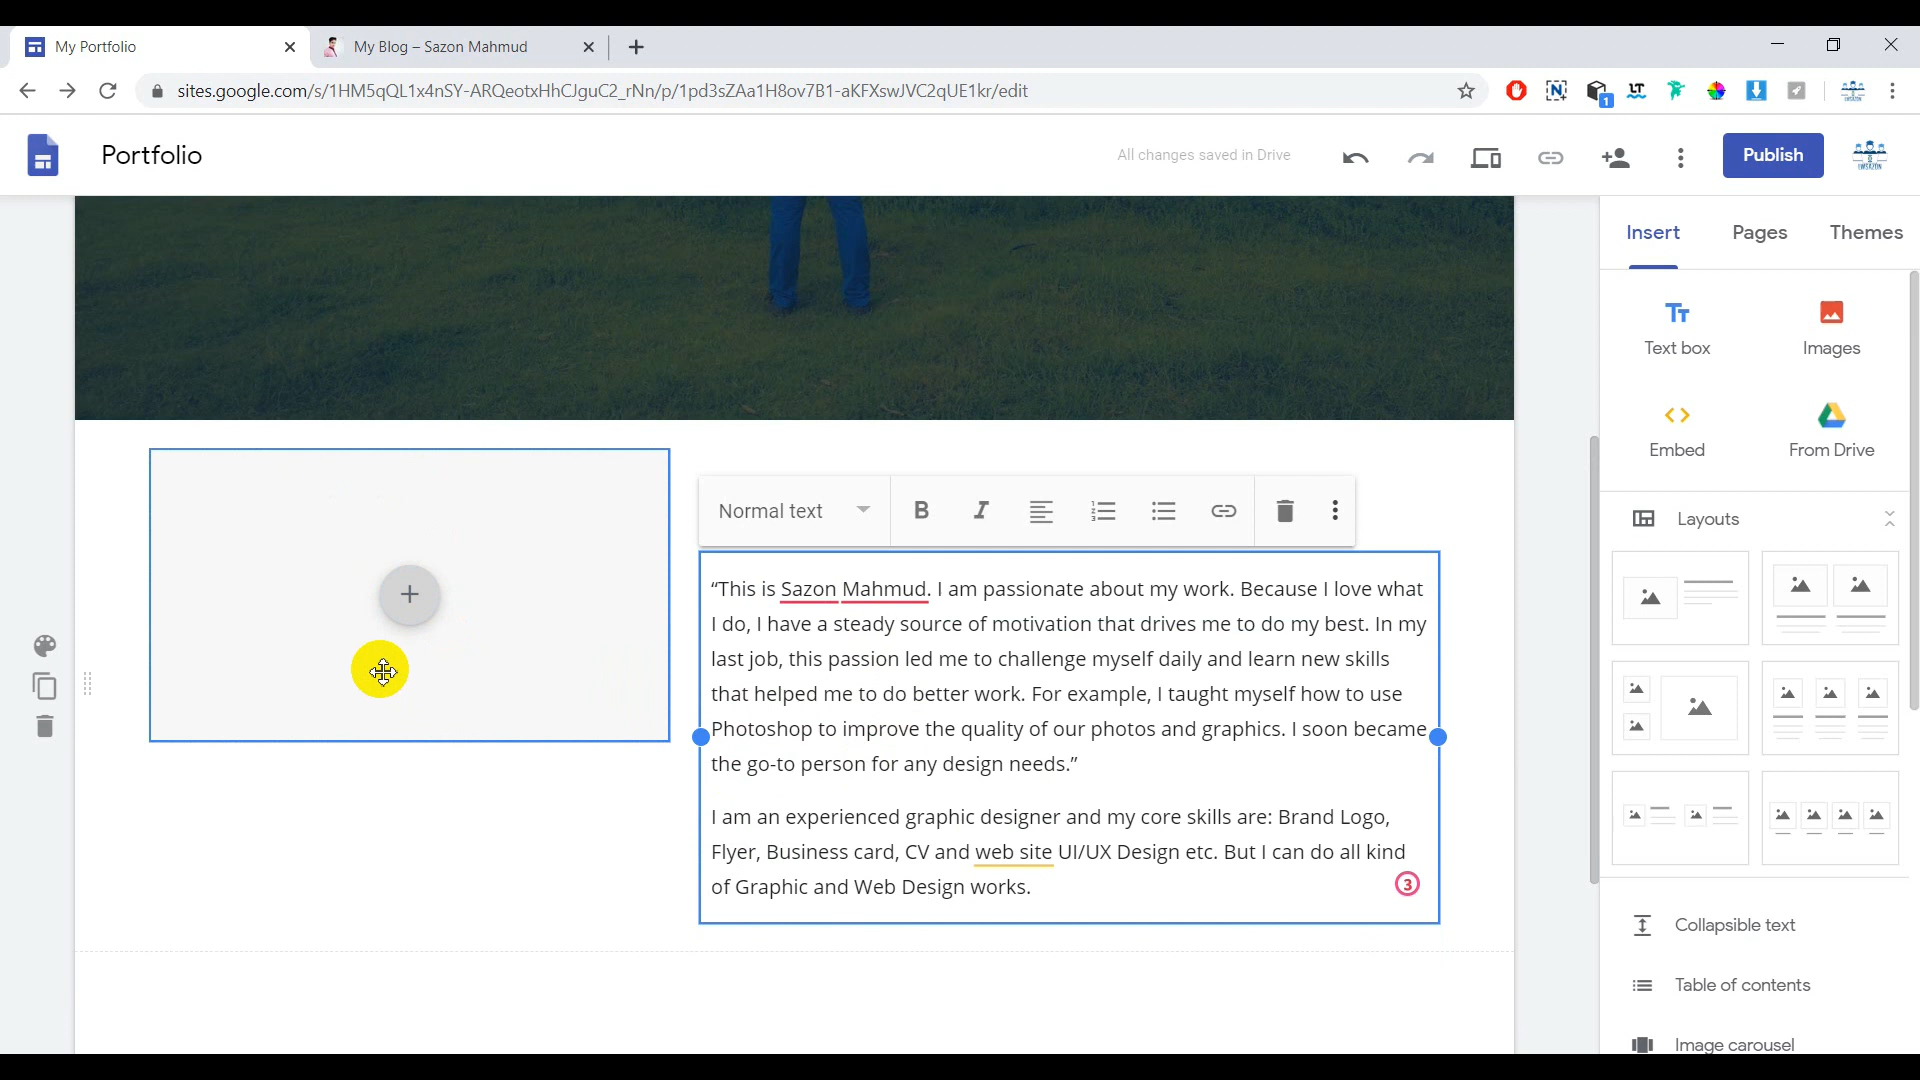 My Portfolio
My Blog – Sazon Mahmud
sites.google.com/s/1HM5qQL1x4nSY-ARQeotxHhCJguC2_rNn/p/1pd3sZAa1H8ov7B1-aKFXswJVC2qUE1kr/edit
1
LT
Portfolio
All changes saved in Drive
Publish
Insert
Pages
Themes
Text box
Images
Embed
From Drive
Layouts
Normal text
“This is Sazon Mahmud. I am passionate about my work. Because I love what
I do, I have a steady source of motivation that drives me to do my best. In my
last job, this passion led me to challenge myself daily and learn new skills
that helped me to do better work. For example, I taught myself how to use
Photoshop to improve the quality of our photos and graphics. I soon became
the go-to person for any design needs.”
I am an experienced graphic designer and my core skills are: Brand Logo,
Flyer, Business card, CV and web site UI/UX Design etc. But I can do all kind
of Graphic and Web Design works.
3
Collapsible text
Table of contents
Image carousel